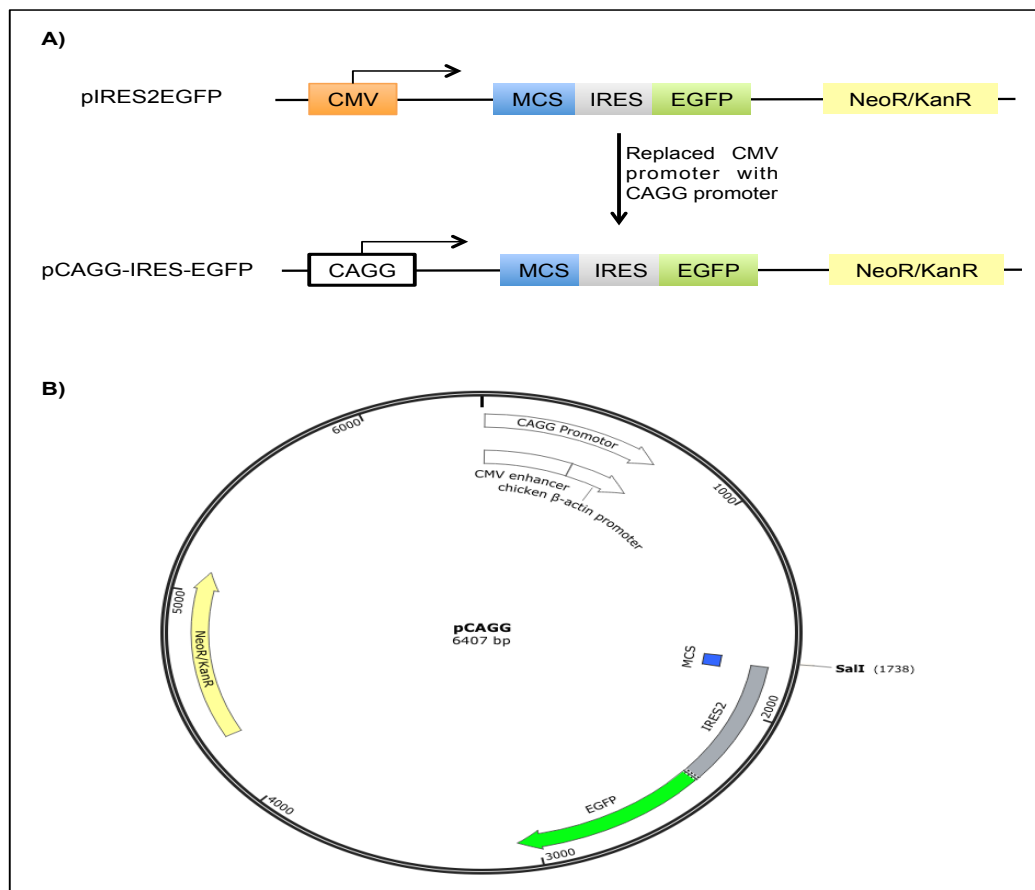 A)
pIRES2EGFP
CMV
MCS IRES EGFP
NeoR/KanR
Replaced CMV
promoter with
CAGG promoter
pCAGG-IRES-EGFP
CAGG
MCS IRES EGFP
NeoR/KanR
B)
6000
CAGG Promotor
CMV enhancer
chicken β-actin promoter
1000
5000
NeoR/KanR
pCAGG
6407 bp
MCS
SalI (1738)
IRES2
2000
EGFP
4000
3000